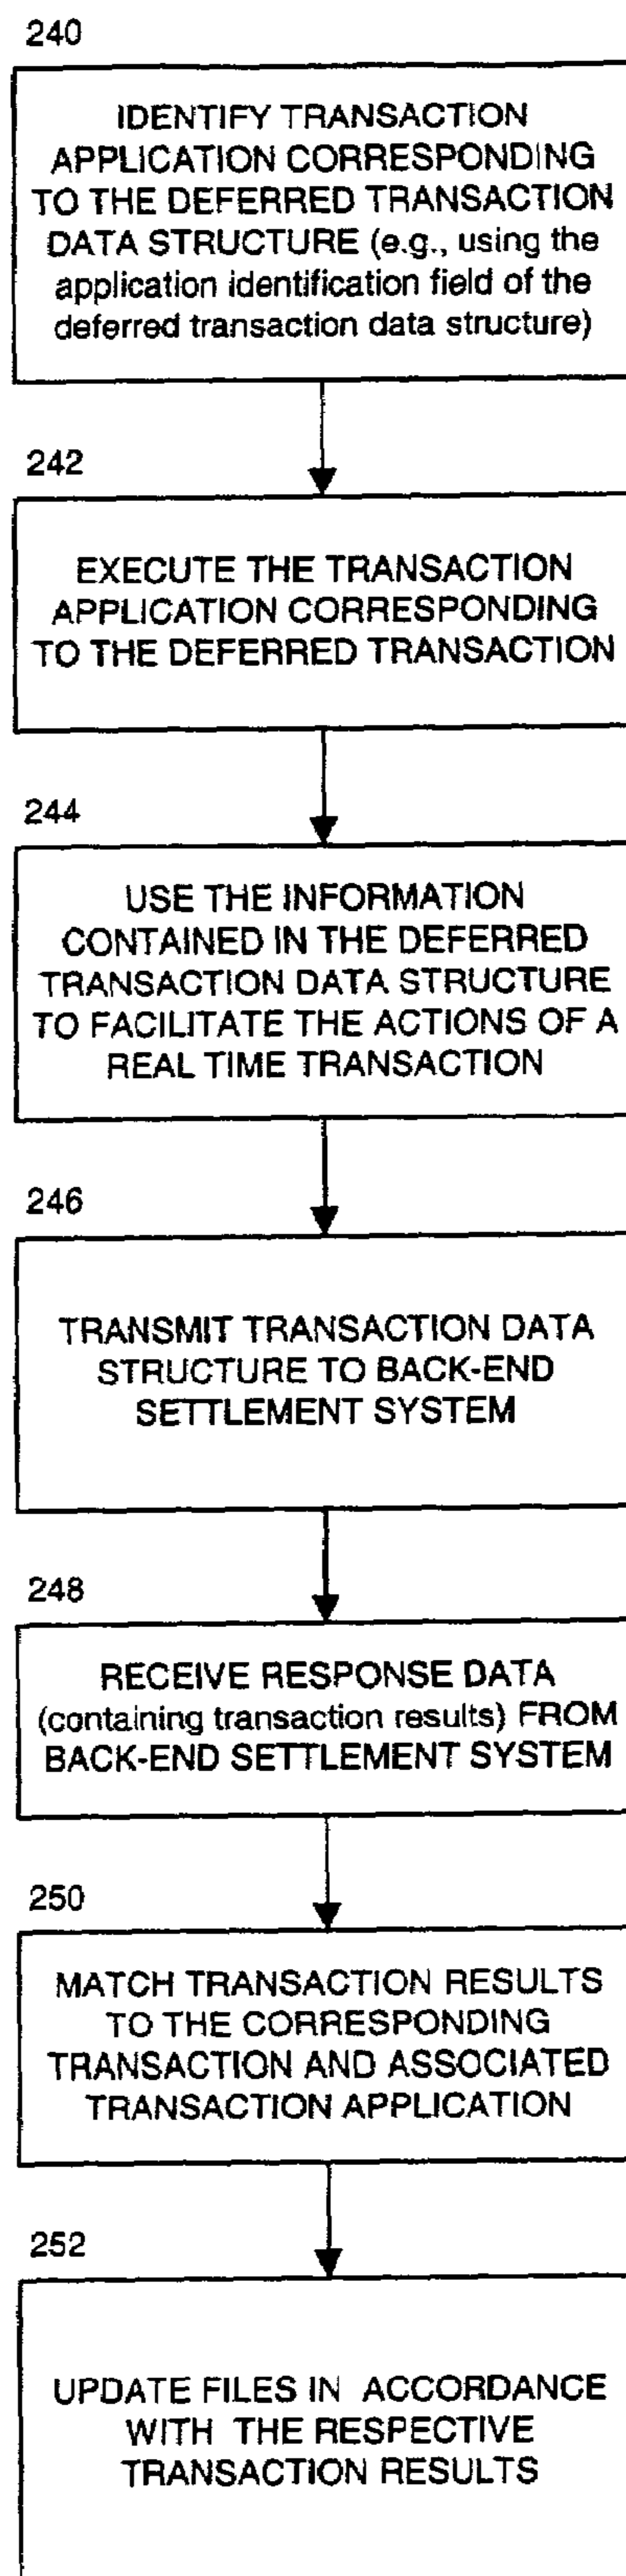 240
IDENTIFY TRANSACTION
APPLICATION CORRESPONDING
TO THE DEFERRED TRANSACTION
DATA STRUCTURE (e.g., using the
application identification field of the
deferred transaction data structure)
242
EXECUTE THE TRANSACTION
APPLICATION CORRESPONDING
TO THE DEFERRED TRANSACTION
244
USE THE INFORMATION
CONTAINED IN THE DEFERRED
TRANSACTION DATA STRUCTURE
TO FACILITATE THE ACTIONS OF A
REAL TIME TRANSACTION
246
TRANSMIT TRANSACTION DATA
STRUCTURE TO BACK-END
SETTLEMENT SYSTEM
248
RECEIVE RESPONSE DATA
(containing transaction results) FROM
BACK-END SETTLEMENT SYSTEM
250
MATCH TRANSACTION RESULTS
TO THE CORRESPONDING
TRANSACTION AND ASSOCIATED
TRANSACTION APPLICATION
252
UPDATE FILES IN ACCORDANCE
WITH THE RESPECTIVE
TRANSACTION RESULTS